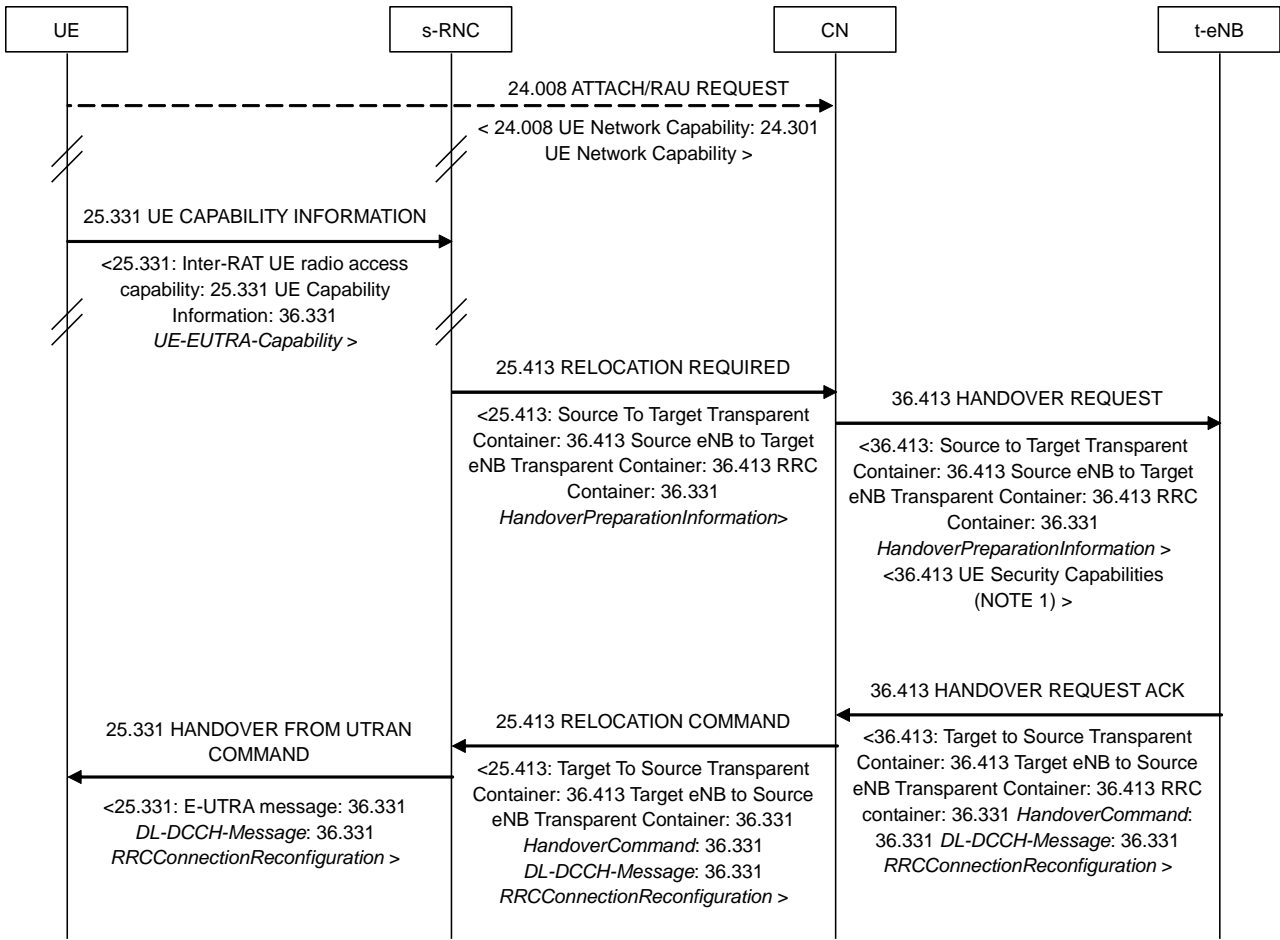 UE
s-RNC
CN
t-eNB
24.008 ATTACH/RAU REQUEST
< 24.008 UE Network Capability: 24.301
UE Network Capability >
25.331 UE CAPABILITY INFORMATION
<25.331: Inter-RAT UE radio access
capability: 25.331 UE Capability
Information: 36.331
UE-EUTRA-Capability >
25.413 RELOCATION REQUIRED
<25.413: Source To Target Transparent
Container: 36.413 Source eNB to Target
eNB Transparent Container: 36.413 RRC
Container: 36.331
HandoverPreparationInformation>
36.413 HANDOVER REQUEST
<36.413: Source to Target Transparent
Container: 36.413 Source eNB to Target
eNB Transparent Container: 36.413 RRC
Container: 36.331
HandoverPreparationInformation >
<36.413 UE Security Capabilities
(NOTE 1) >
36.413 HANDOVER REQUEST ACK
<36.413: Target to Source Transparent
Container: 36.413 Target eNB to Source
eNB Transparent Container: 36.413 RRC
container: 36.331 HandoverCommand:
36.331 DL-DCCH-Message: 36.331
RRCConnectionReconfiguration >
25.413 RELOCATION COMMAND
<25.413: Target To Source Transparent
Container: 36.413 Target eNB to Source
eNB Transparent Container: 36.331
HandoverCommand: 36.331
DL-DCCH-Message: 36.331
RRCConnectionReconfiguration >
25.331 HANDOVER FROM UTRAN
COMMAND
<25.331: E-UTRA message: 36.331
DL-DCCH-Message: 36.331
RRCConnectionReconfiguration >